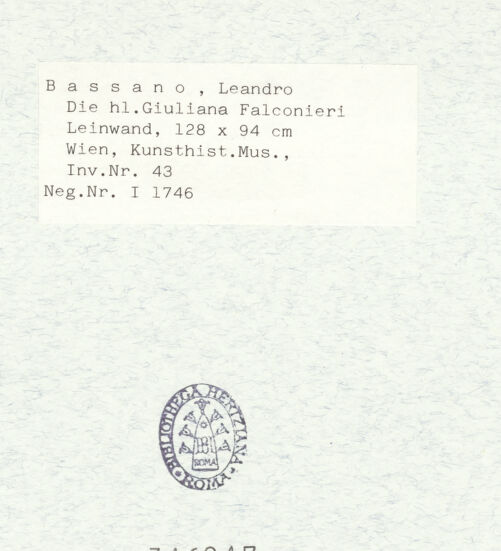 B a s s a n o , Leandro
Die hl.Giuliana Falconieri
Leinwand, 128 x 94 cm
Wien, Kunsthist.Mus.,
Inv.Nr. 43
Neg.Nr. I 1746
BIBLIOTHECA HERTZIANA
ROMA
ROMA